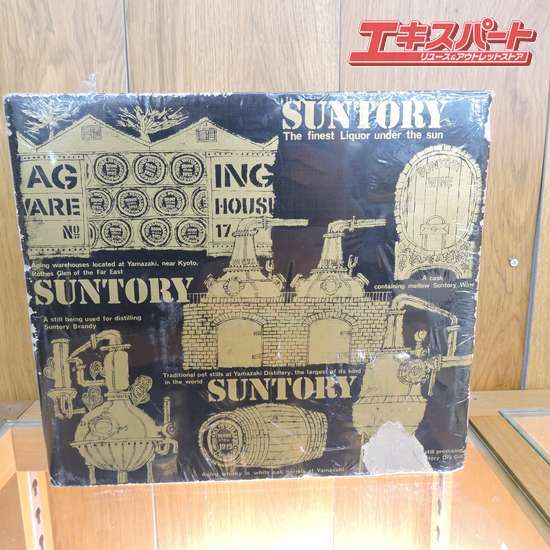 エキスパート
リユース&アウトレットストア
SUNTORY
The finest Liquor under the sun
AG ING
WARE HOUSE
No 17
Aging warehouses located at Yamazaki, near Kyoto,
Rothes Glen of the Far East
A cask
containing mellow Suntory Wine
SUNTORY
A still being used for distilling
Suntory Brandy
Traditional pot stills at Yamazaki Distillery, the largest of its kind
in the world
SUNTORY
still producing
Dry Gin
Aging whisky in white oak barrels at Yamazaki